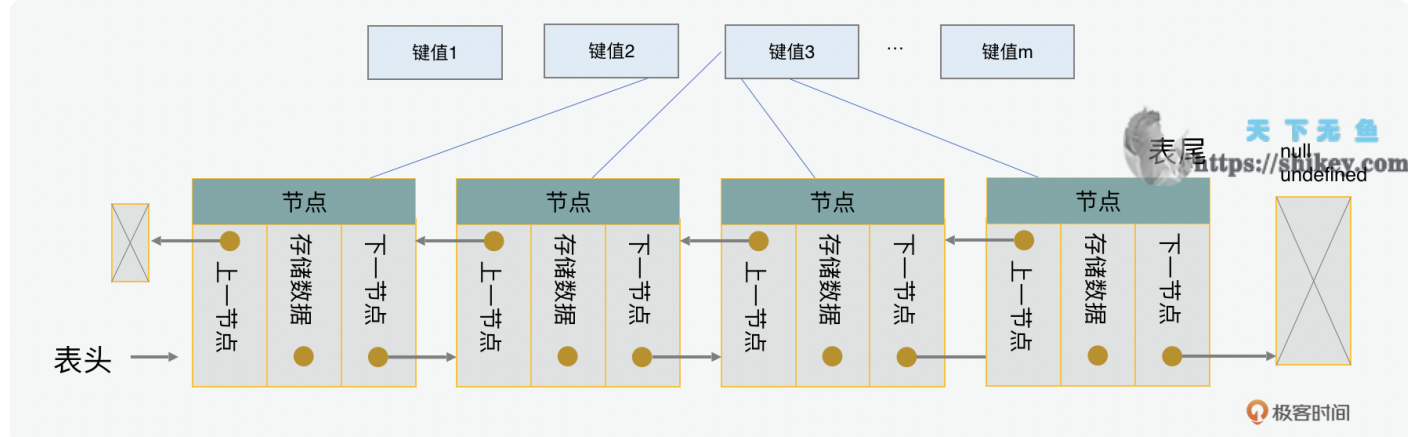 键值1
键值2
键值3
...
键值m
天下无鱼
https://shikey.com
表尾
null
undefined
节点
节点
节点
节点
上一节点
存储数据
下一节点
上一节点
存储数据
下一节点
上一节点
存储数据
下一节点
上一节点
存储数据
下一节点
表头
极客时间